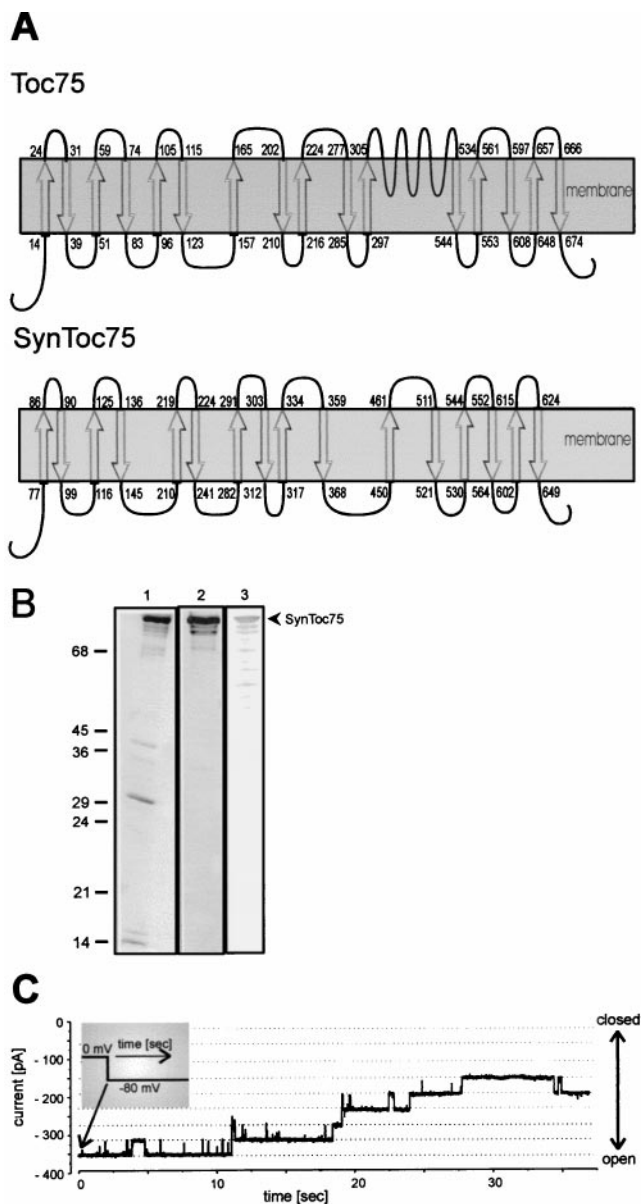 A
Toc75
24 31 59 74 105 115 165 202 224 277 305 534 561 597 657 666
membrane
14 39 51 83 96 123 157 210 216 285 297 544 553 608 648 674
SynToc75
86 90 125 136 219 224 291 303 334 359 461 511 544 552 615 624
membrane
77 99 116 145 210 241 282 312 317 368 450 521 530 564 602 649
B
1 2 3
SynToc75
68
45
36
29
24
21
14
C
0
- 100
- 200
- 300
- 400
current [pA]
0 mV
time [sec]
-80 mV
closed
open
0 10 20 30
time [sec]